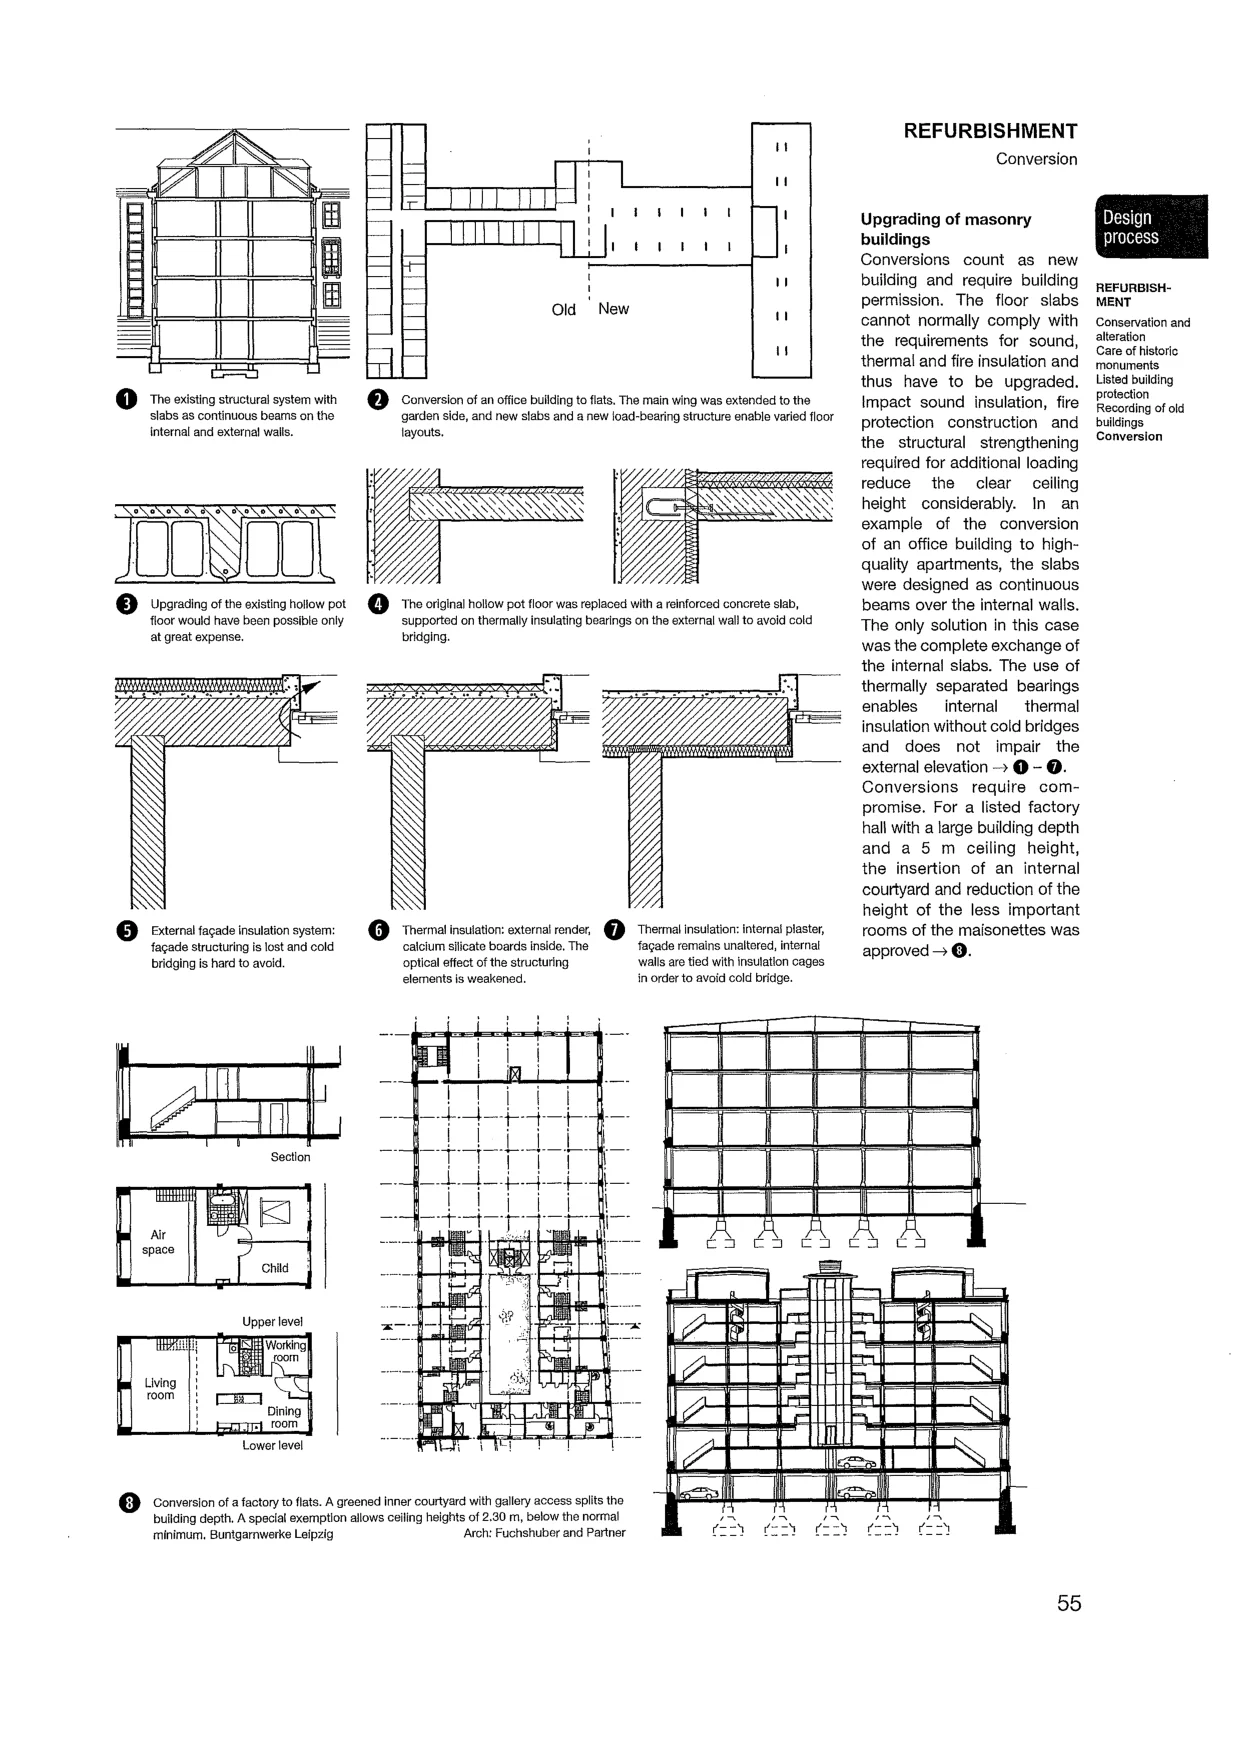 REFURBISHMENT
Conversion
Design
process
REFURBISH-
MENT
Conservation and
alteration
Care of historic
monuments
Listed building
protection
Recording of old
buildings
Conversion
Upgrading of masonry
buildings
Conversions count as new
building and require building
permission. The floor slabs
cannot normally comply with
the requirements for sound,
thermal and fire insulation and
thus have to be upgraded.
Impact sound insulation, fire
protection construction and
the structural strengthening
required for additional loading
reduce the clear ceiling
height considerably. In an
example of the conversion
of an office building to high-
quality apartments, the slabs
were designed as continuous
beams over the internal walls.
The only solution in this case
was the complete exchange of
the internal slabs. The use of
thermally separated bearings
enables internal thermal
insulation without cold bridges
and does not impair the
external elevation → ❶ – ❼.
Conversions require com-
promise. For a listed factory
hall with a large building depth
and a 5 m ceiling height,
the insertion of an internal
courtyard and reduction of the
height of the less important
rooms of the maisonettes was
approved → ❽.
Old New
❶ The existing structural system with
slabs as continuous beams on the
internal and external walls.
❷ Conversion of an office building to flats. The main wing was extended to the
garden side, and new slabs and a new load-bearing structure enable varied floor
layouts.
❸ Upgrading of the existing hollow pot
floor would have been possible only
at great expense.
❹ The original hollow pot floor was replaced with a reinforced concrete slab,
supported on thermally insulating bearings on the external wall to avoid cold
bridging.
❺ External façade insulation system:
façade structuring is lost and cold
bridging is hard to avoid.
❻ Thermal insulation: external render,
calcium silicate boards inside. The
optical effect of the structuring
elements is weakened.
❼ Thermal insulation: internal plaster,
façade remains unaltered, internal
walls are tied with insulation cages
in order to avoid cold bridge.
Section
Air
space
Child
Upper level
Working
room
Living
room
Dining
room
Lower level
❽ Conversion of a factory to flats. A greened inner courtyard with gallery access splits the
building depth. A special exemption allows ceiling heights of 2.30 m, below the normal
minimum. Buntgarnwerke Leipzig Arch: Fuchshuber and Partner
55